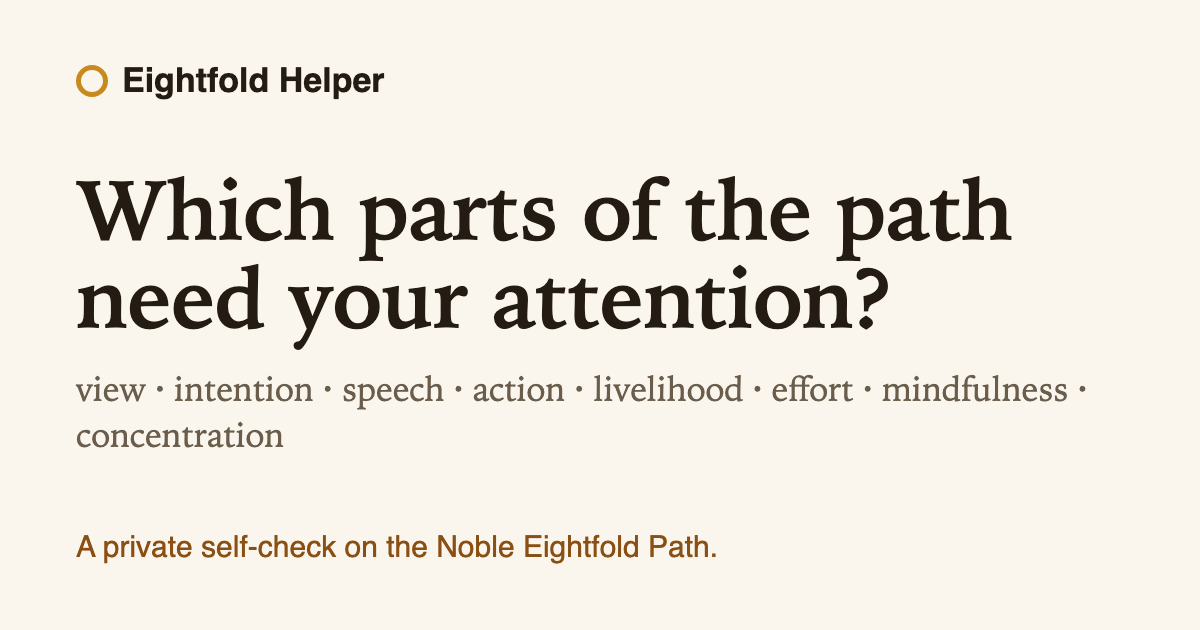 Eightfold Helper
Which parts of the path
need your attention?
view · intention · speech · action · livelihood · effort · mindfulness ·
concentration
A private self-check on the Noble Eightfold Path.